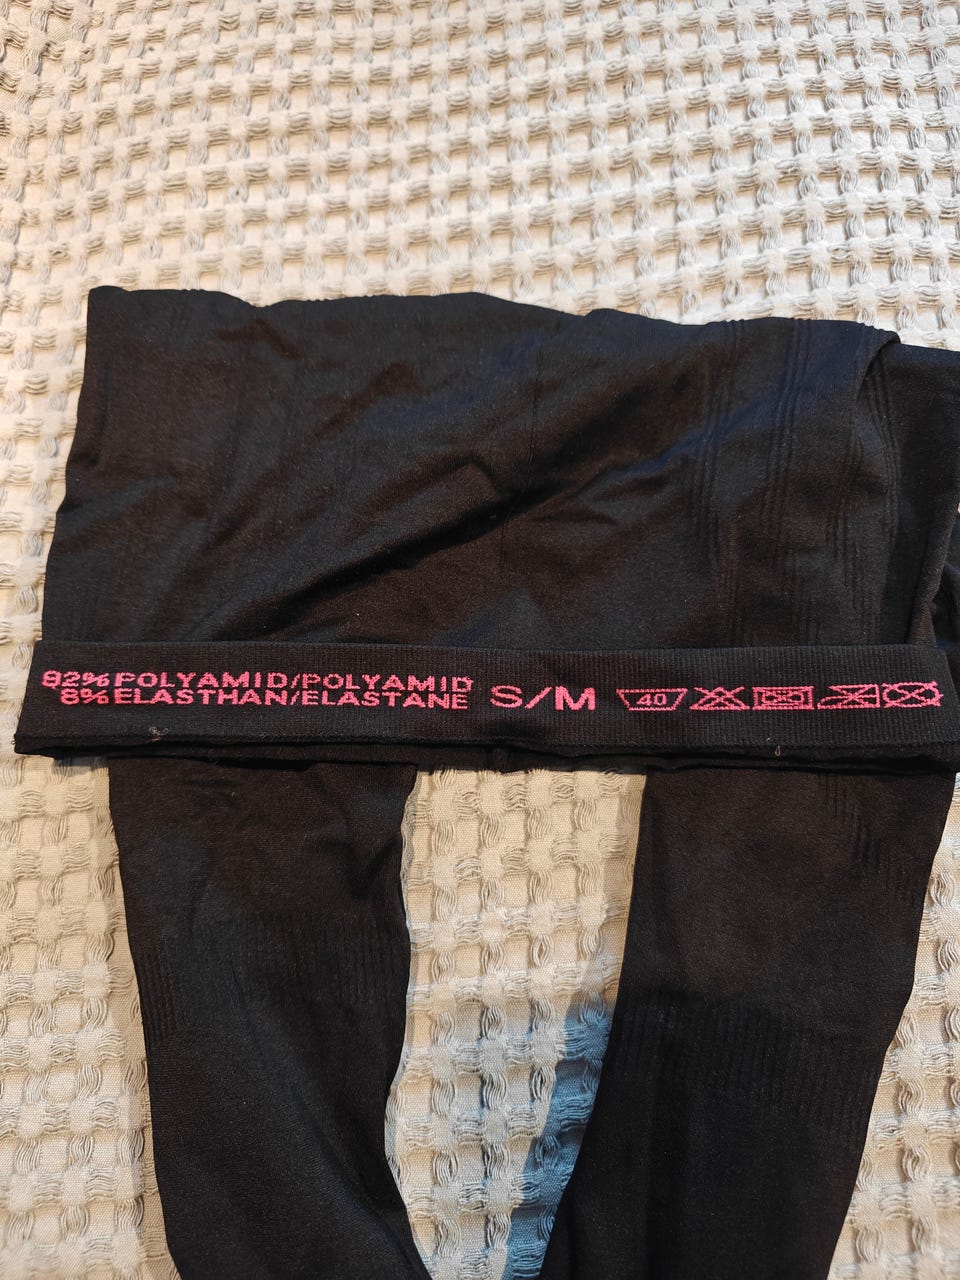 92% POLYAMID/POLYAMID
8% ELASTHAN/ELASTANE
S/M
40